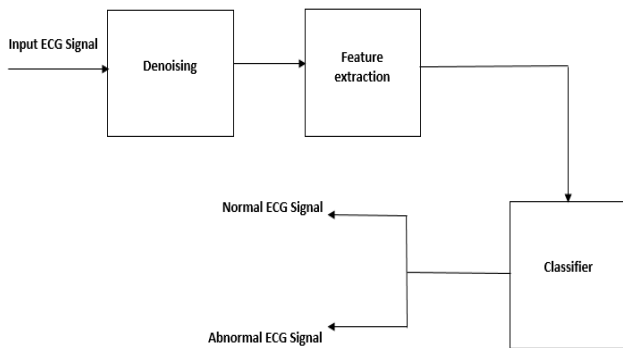 Input ECG Signal
Denoising
Feature
extraction
Normal ECG Signal
Classifier
Abnormal ECG Signal